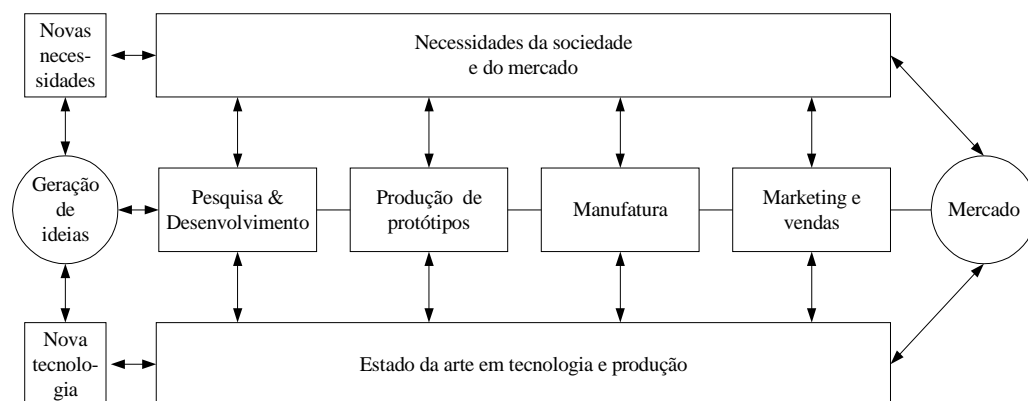 Novas
neces-
sidades
Necessidades da sociedade
e do mercado
Geração
de
ideias
Pesquisa &
Desenvolvimento
Produção de
protótipos
Manufatura
Marketing e
vendas
Mercado
Nova
tecnolo-
gia
Estado da arte em tecnologia e produção